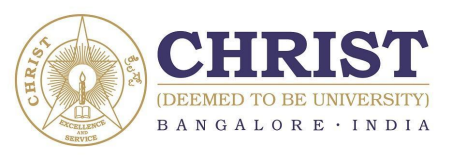 CHRIST
ಕ್ರೈಸ್ಟ್
EXCELLENCE
AND
SERVICE
CHRIST
(DEEMED TO BE UNIVERSITY)
BANGALORE · INDIA